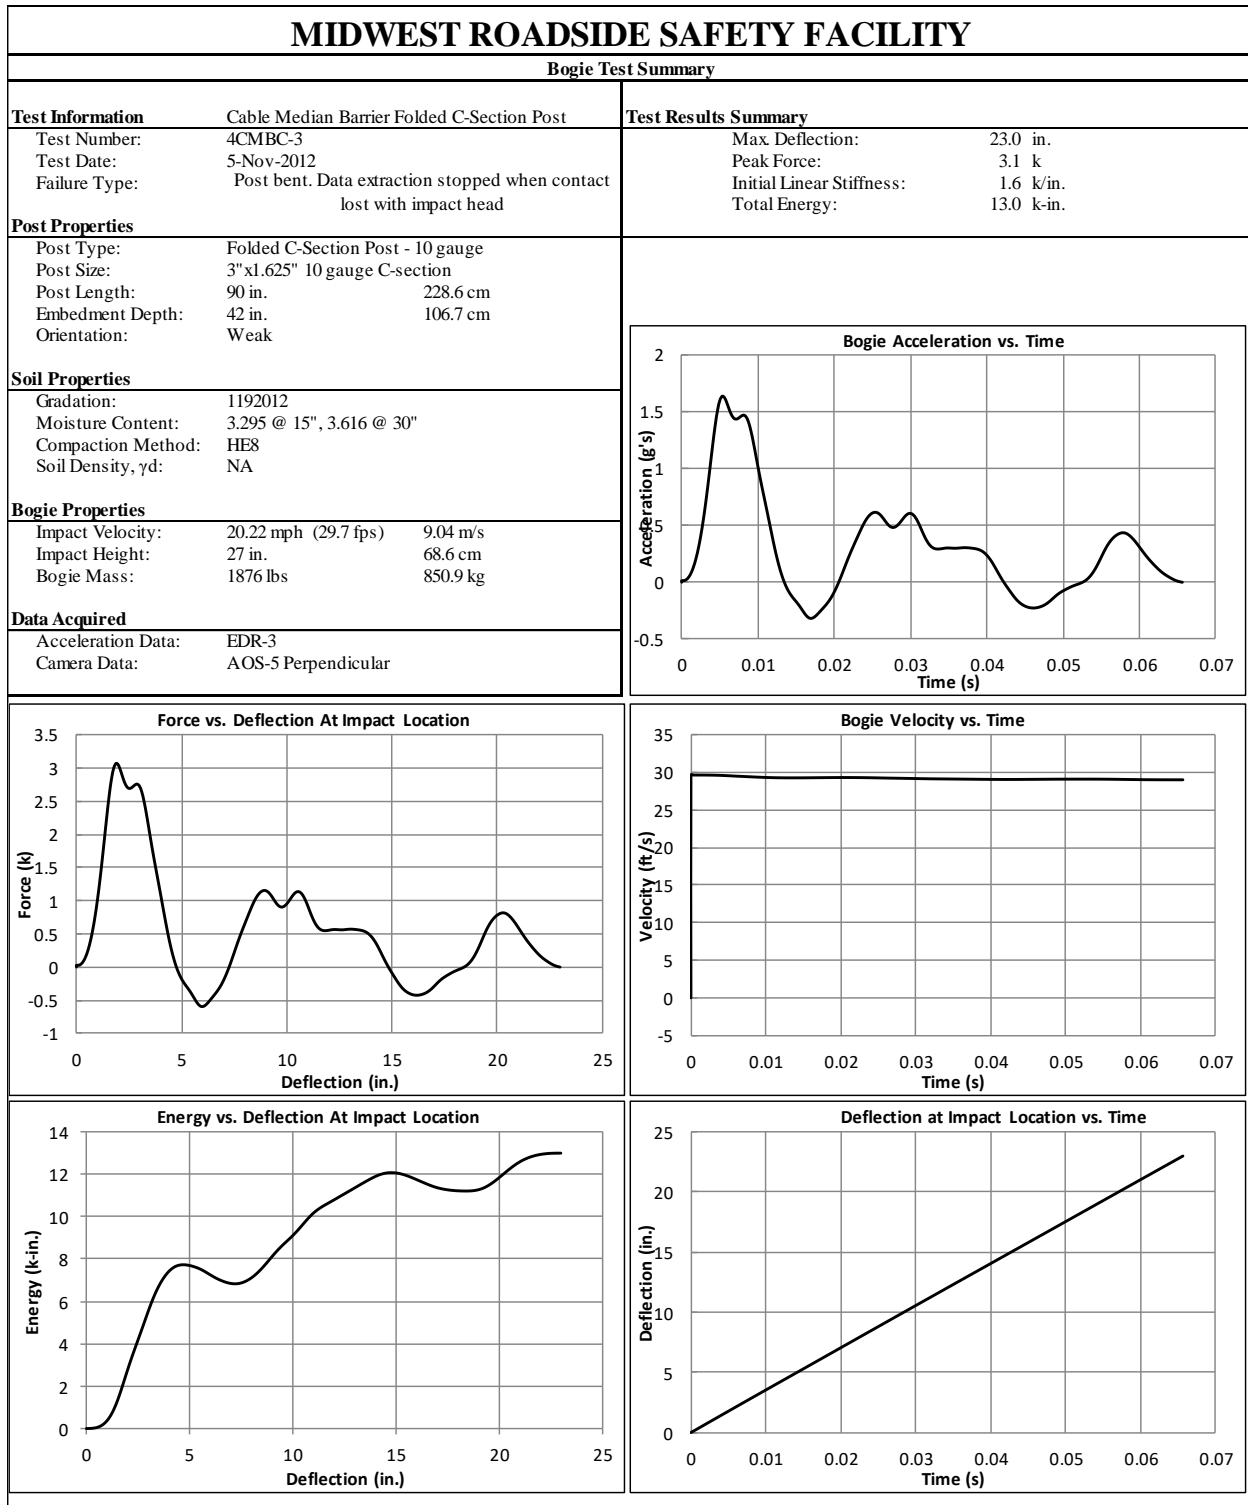 MIDWEST ROADSIDE SAFETY FACILITY
Bogie Test Summary
Test Information Cable Median Barrier Folded C-Section Post
Test Number: 4CMBC-3
Test Date: 5-Nov-2012
Failure Type: Post bent. Data extraction stopped when contact
lost with impact head
Post Properties
Post Type: Folded C-Section Post - 10 gauge
Post Size: 3"x1.625" 10 gauge C-section
Post Length: 90 in. 228.6 cm
Embedment Depth: 42 in. 106.7 cm
Orientation: Weak
Soil Properties
Gradation: 1192012
Moisture Content: 3.295 @ 15", 3.616 @ 30"
Compaction Method: HE8
Soil Density, γd: NA
Bogie Properties
Impact Velocity: 20.22 mph (29.7 fps) 9.04 m/s
Impact Height: 27 in. 68.6 cm
Bogie Mass: 1876 lbs 850.9 kg
Data Acquired
Acceleration Data: EDR-3
Camera Data: AOS-5 Perpendicular
Test Results Summary
Max. Deflection: 23.0 in.
Peak Force: 3.1 k
Initial Linear Stiffness: 1.6 k/in.
Total Energy: 13.0 k-in.
Bogie Acceleration vs. Time
Acceleration (g's)
2
1.5
1
0.5
0
-0.5
0 0.01 0.02 0.03 0.04 0.05 0.06 0.07
Time (s)
Force vs. Deflection At Impact Location
Force (k)
3.5
3
2.5
2
1.5
1
0.5
0
-0.5
-1
0 5 10 15 20 25
Deflection (in.)
Bogie Velocity vs. Time
Velocity (ft/s)
35
30
25
20
15
10
5
0
-5
0 0.01 0.02 0.03 0.04 0.05 0.06 0.07
Time (s)
Energy vs. Deflection At Impact Location
Energy (k-in.)
14
12
10
8
6
4
2
0
0 5 10 15 20 25
Deflection (in.)
Deflection at Impact Location vs. Time
Deflection (in.)
25
20
15
10
5
0
0 0.01 0.02 0.03 0.04 0.05 0.06 0.07
Time (s)